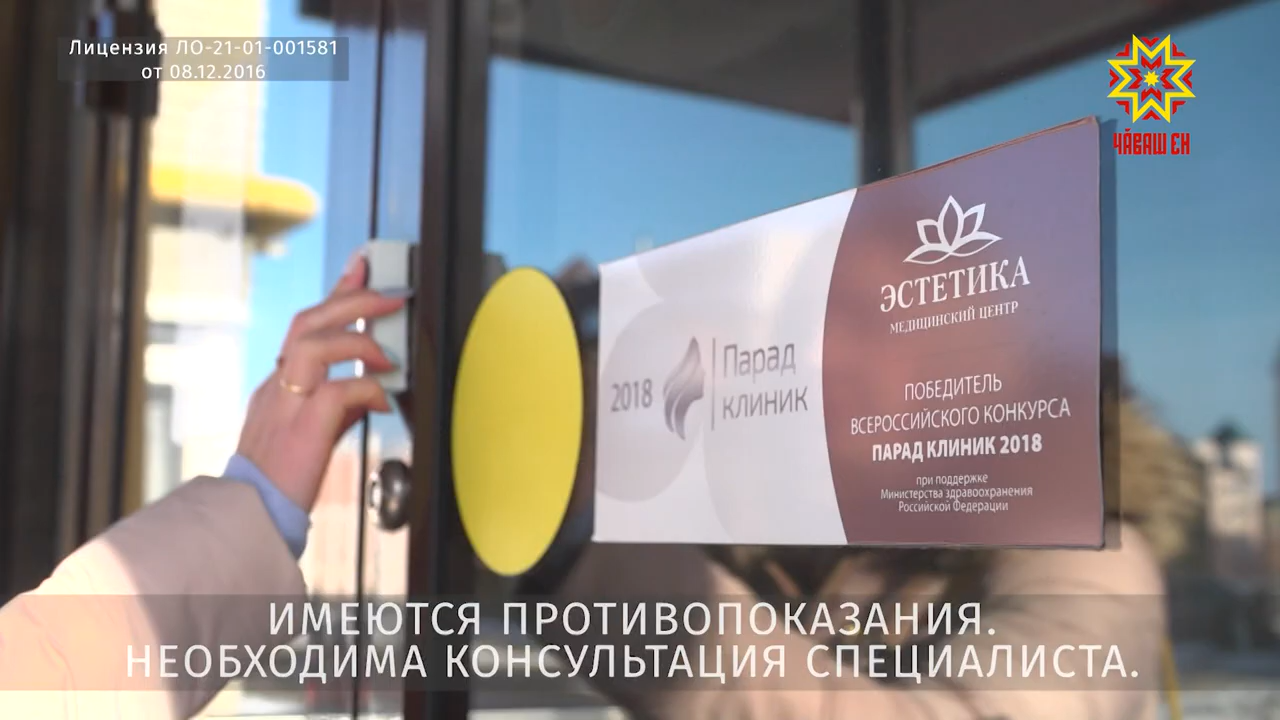 Лицензия ЛО-21-01-001581
от 08.12.2016
ЧӐВАШ ЕН
ЭСТЕТИКА
МЕДИЦИНСКИЙ ЦЕНТР
2018
Парад
клиник
ПОБЕДИТЕЛЬ
ВСЕРОССИЙСКОГО КОНКУРСА
ПАРАД КЛИНИК 2018
при поддержке
Министерства здравоохранения
Российской Федерации
ИМЕЮТСЯ ПРОТИВОПОКАЗАНИЯ.
НЕОБХОДИМА КОНСУЛЬТАЦИЯ СПЕЦИАЛИСТА.